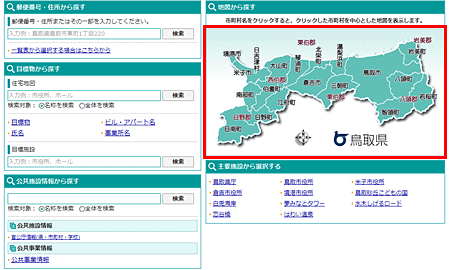 郵便番号・住所から探す
郵便番号・住所またはその一部を入力してください。
入力例：鳥取県鳥取市東町1丁目220
検索
一覧表から選択する場合はこちらから
目標物から探す
住宅地図
入力例：市役所、ホール
検索
検索対象：名称を検索 全体を検索
目標物
ビル・アパート名
氏名
事業所名
目標施設
入力例：市役所、ホール
検索
公共施設情報から探す
検索
検索対象：名称を検索 全体を検索
公共施設情報
官公庁情報(県・市町村・学校)
公共事業情報
公共事業情報
地図から探す
市町村名をクリックすると、クリックした市町村を中心とした地図を表示します。
境港市
日吉津村
米子市
大山町
東伯郡
琴浦町
北栄町
湯梨浜町
岩美郡
岩美町
鳥取市
南部町
西伯郡
伯耆町
倉吉市
三朝町
東伯郡
八頭町
若桜町
八頭郡
智頭町
江府町
日野郡
日野町
日南町
鳥取県
主要施設から選択する
鳥取県庁
鳥取市役所
米子市役所
倉吉市役所
境港市役所
鳥取砂丘こどもの国
白兎海岸
夢みなとタワー
水木しげるロード
恋谷橋
はわい温泉